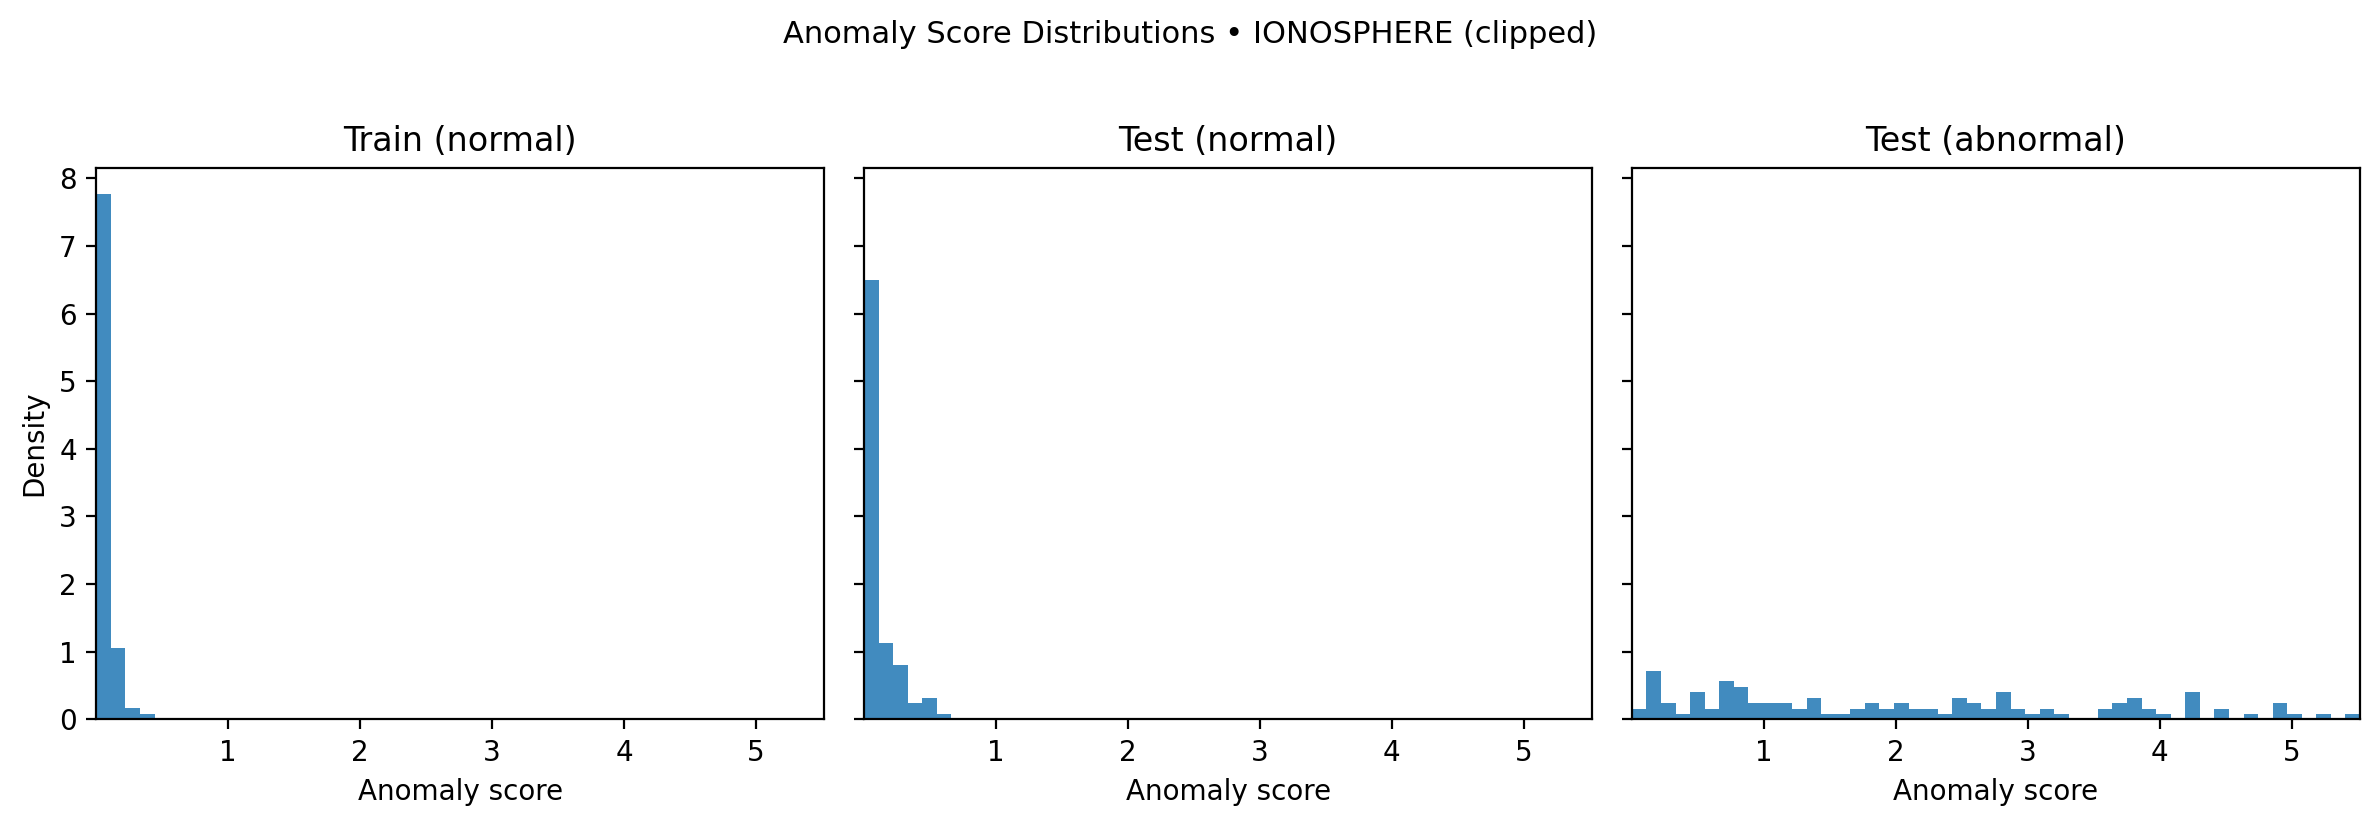 Anomaly Score Distributions • IONOSPHERE (clipped)
Train (normal)
Test (normal)
Test (abnormal)
Density
8
7
6
5
4
3
2
1
0
1 2 3 4 5
1 2 3 4 5
1 2 3 4 5
Anomaly score
Anomaly score
Anomaly score